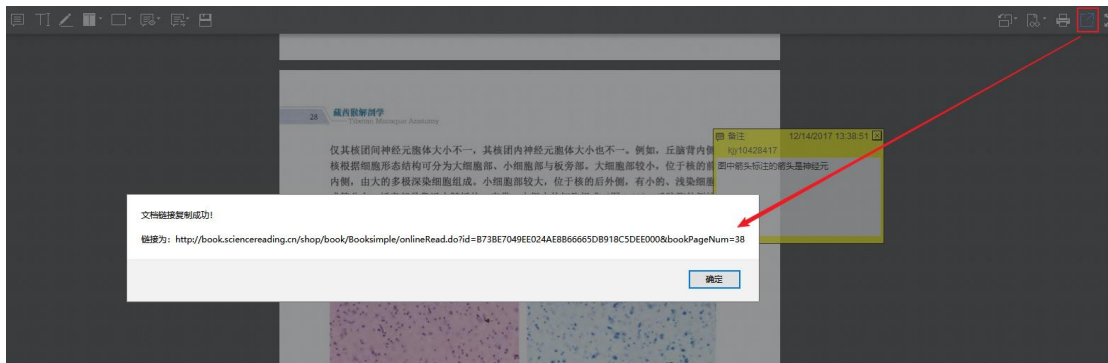 28 藏酋猴解剖学
Tibetan Macaque Anatomy
仅其核团间神经元胞体大小不一，其核团内神经元胞体大小也不一。例如，丘脑背内侧
核根据细胞形态结构可分为大细胞部、小细胞部与板旁部。大细胞部较小，位于核的前
内侧，由大的多极深染细胞组成。小细胞部较大，位于核的后外侧，有小的、浅染细胞
备注 12/14/2017 13:38:51
kjy10428417
图中箭头标注的箭头是神经元
文档链接复制成功!
链接为: http://book.sciencereading.cn/shop/book/Booksimple/onlineRead.do?id=B73BE7049EE024AE8B66665DB918C5DEE000&bookPageNum=38
确定